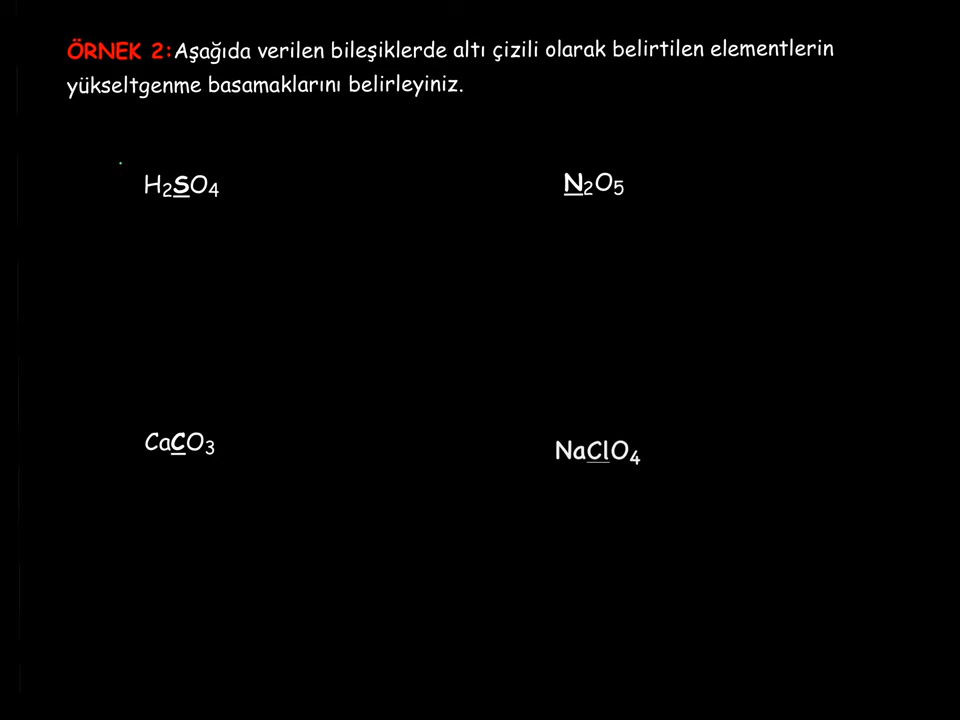 ÖRNEK 2:Aşağıda verilen bileşiklerde altı çizili olarak belirtilen elementlerin
yükseltgenme basamaklarını belirleyiniz.
H₂SO₄
N₂O₅
CaCO₃
NaClO₄